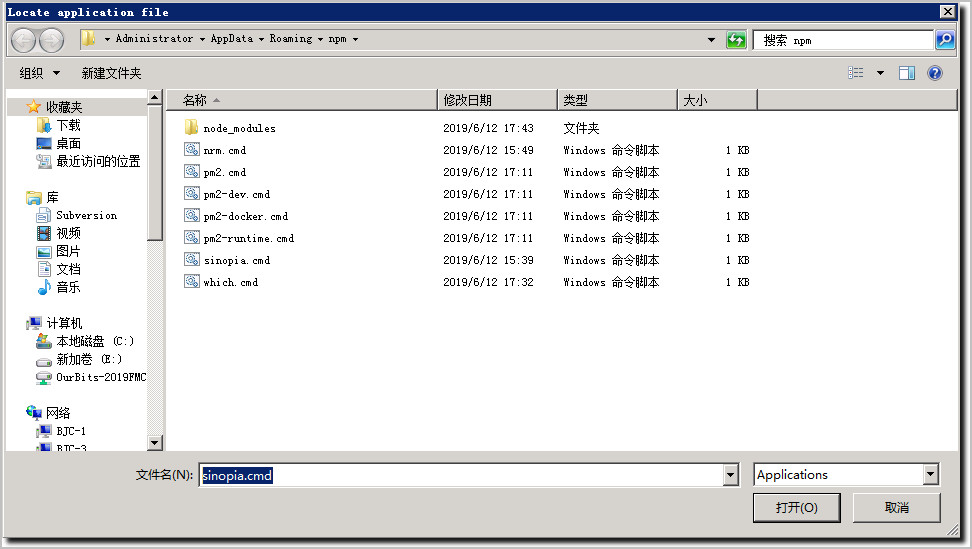 Locate application file
Administrator AppData Roaming npm
搜索 npm
组织 新建文件夹
名称 修改日期 类型 大小
收藏夹
下载
桌面
最近访问的位置
库
Subversion
视频
图片
文档
音乐
计算机
本地磁盘 (C:)
新加卷 (E:)
OurBits-2019FMC
网络
BJC-1
BJC-3
node_modules 2019/6/12 17:43 文件夹
nrm.cmd 2019/6/12 15:49 Windows 命令脚本 1 KB
pm2.cmd 2019/6/12 17:11 Windows 命令脚本 1 KB
pm2-dev.cmd 2019/6/12 17:11 Windows 命令脚本 1 KB
pm2-docker.cmd 2019/6/12 17:11 Windows 命令脚本 1 KB
pm2-runtime.cmd 2019/6/12 17:11 Windows 命令脚本 1 KB
sinopia.cmd 2019/6/12 15:39 Windows 命令脚本 1 KB
which.cmd 2019/6/12 17:32 Windows 命令脚本 1 KB
文件名(N): sinopia.cmd Applications
打开(O) 取消